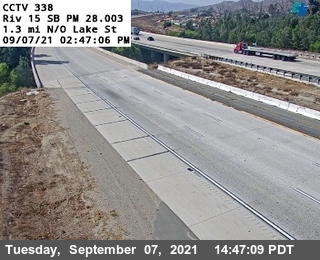 CCTV 338
Riv 15 SB PM 28.003
1.3 mi N/O Lake St
09/07/21 02:47:06 PM
Tuesday, September 07, 2021 14:47:09 PDT